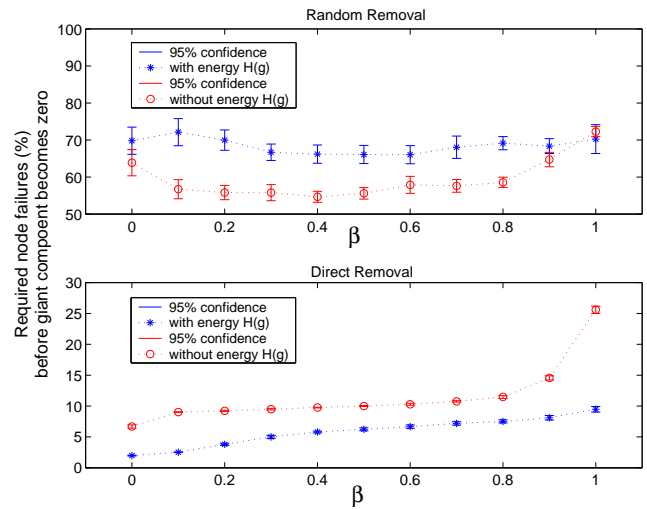 Random Removal
100
90
80
70
60
50
95% confidence
with energy H(g)
95% confidence
without energy H(g)
0
0.2
0.4
0.6
0.8
1
β
Required node failures (%)
before giant compoent becomes zero
Direct Removal
30
25
20
15
10
5
0
95% confidence
with energy H(g)
95% confidence
without energy H(g)
0
0.2
0.4
0.6
0.8
1
β